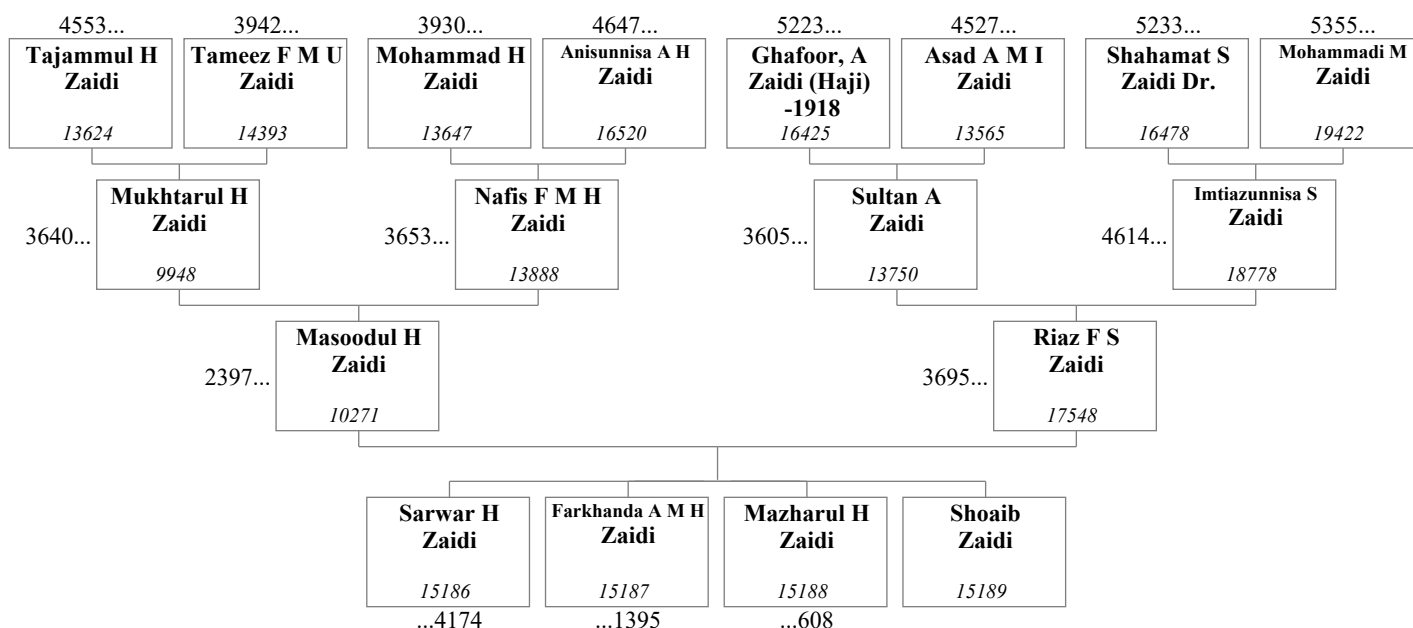 4553... 3942... 3930... 4647... 5223... 4527... 5233... 5355...
Tajammul H Zaidi 13624
Tameez F M U Zaidi 14393
Mohammad H Zaidi 13647
Anisunnisa A H Zaidi 16520
Ghafoor, A Zaidi (Haji) -1918 16425
Asad A M I Zaidi 13565
Shahamat S Zaidi Dr. 16478
Mohammadi M Zaidi 19422
3640... Mukhtarul H Zaidi 9948
3653... Nafis F M H Zaidi 13888
3605... Sultan A Zaidi 13750
4614... Imtiazunnisa S Zaidi 18778
2397... Masoodul H Zaidi 10271
3695... Riaz F S Zaidi 17548
Sarwar H Zaidi 15186
Farkhanda A M H Zaidi 15187
Mazharul H Zaidi 15188
Shoaib Zaidi 15189
...4174 ...1395 ...608